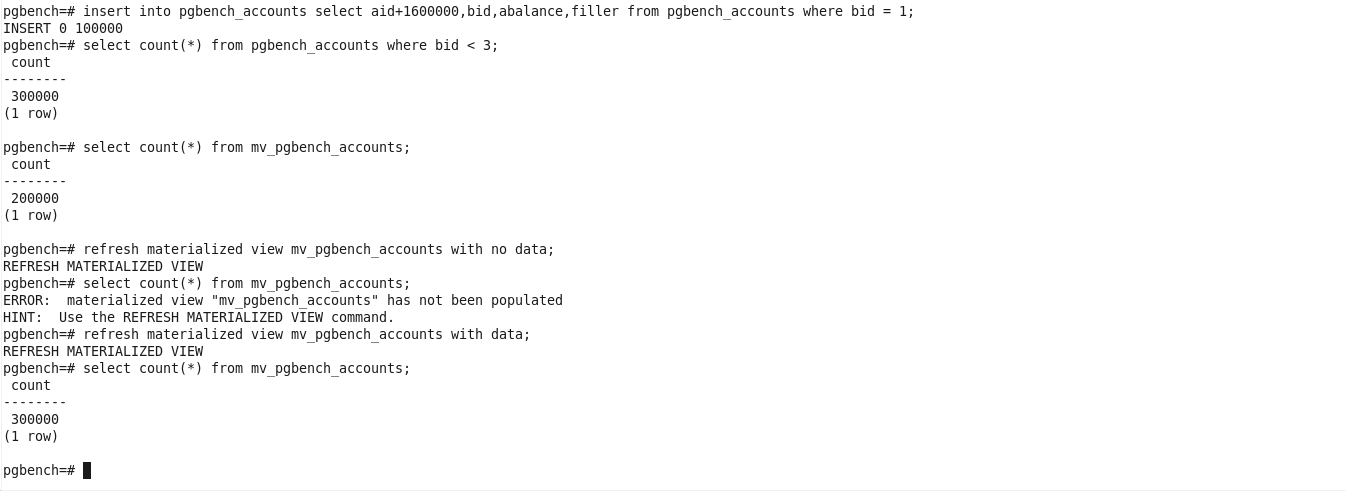 pgbench=# insert into pgbench_accounts select aid+1600000,bid,abalance,filler from pgbench_accounts where bid = 1;
INSERT 0 100000
pgbench=# select count(*) from pgbench_accounts where bid < 3;
 count
--------
 300000
(1 row)

pgbench=# select count(*) from mv_pgbench_accounts;
 count
--------
 200000
(1 row)

pgbench=# refresh materialized view mv_pgbench_accounts with no data;
REFRESH MATERIALIZED VIEW
pgbench=# select count(*) from mv_pgbench_accounts;
ERROR:  materialized view "mv_pgbench_accounts" has not been populated
HINT:  Use the REFRESH MATERIALIZED VIEW command.
pgbench=# refresh materialized view mv_pgbench_accounts with data;
REFRESH MATERIALIZED VIEW
pgbench=# select count(*) from mv_pgbench_accounts;
 count
--------
 300000
(1 row)

pgbench=#